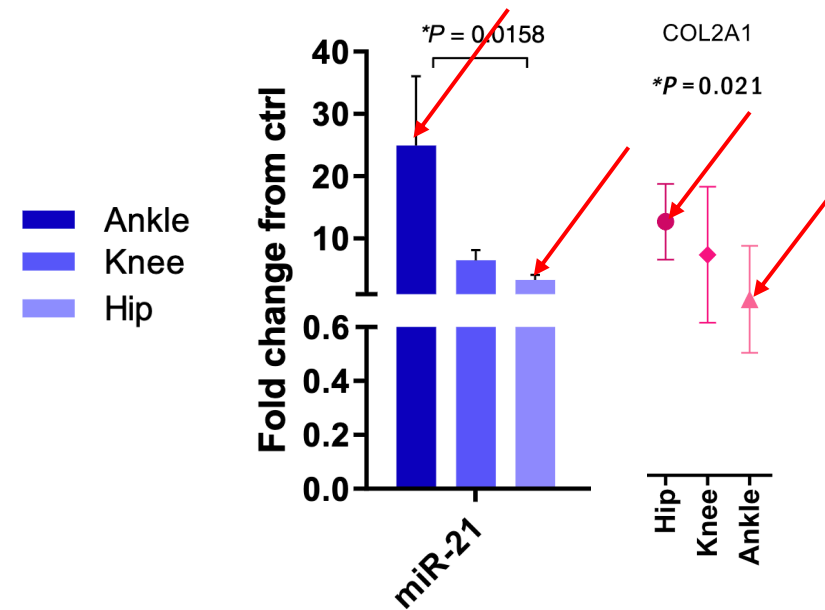 *P = 0.0158
COL2A1
*P = 0.021
Fold change from ctrl
40
30
20
10
0.6
0.4
0.2
0.0
Ankle
Knee
Hip
miR-21
Hip
Knee
Ankle